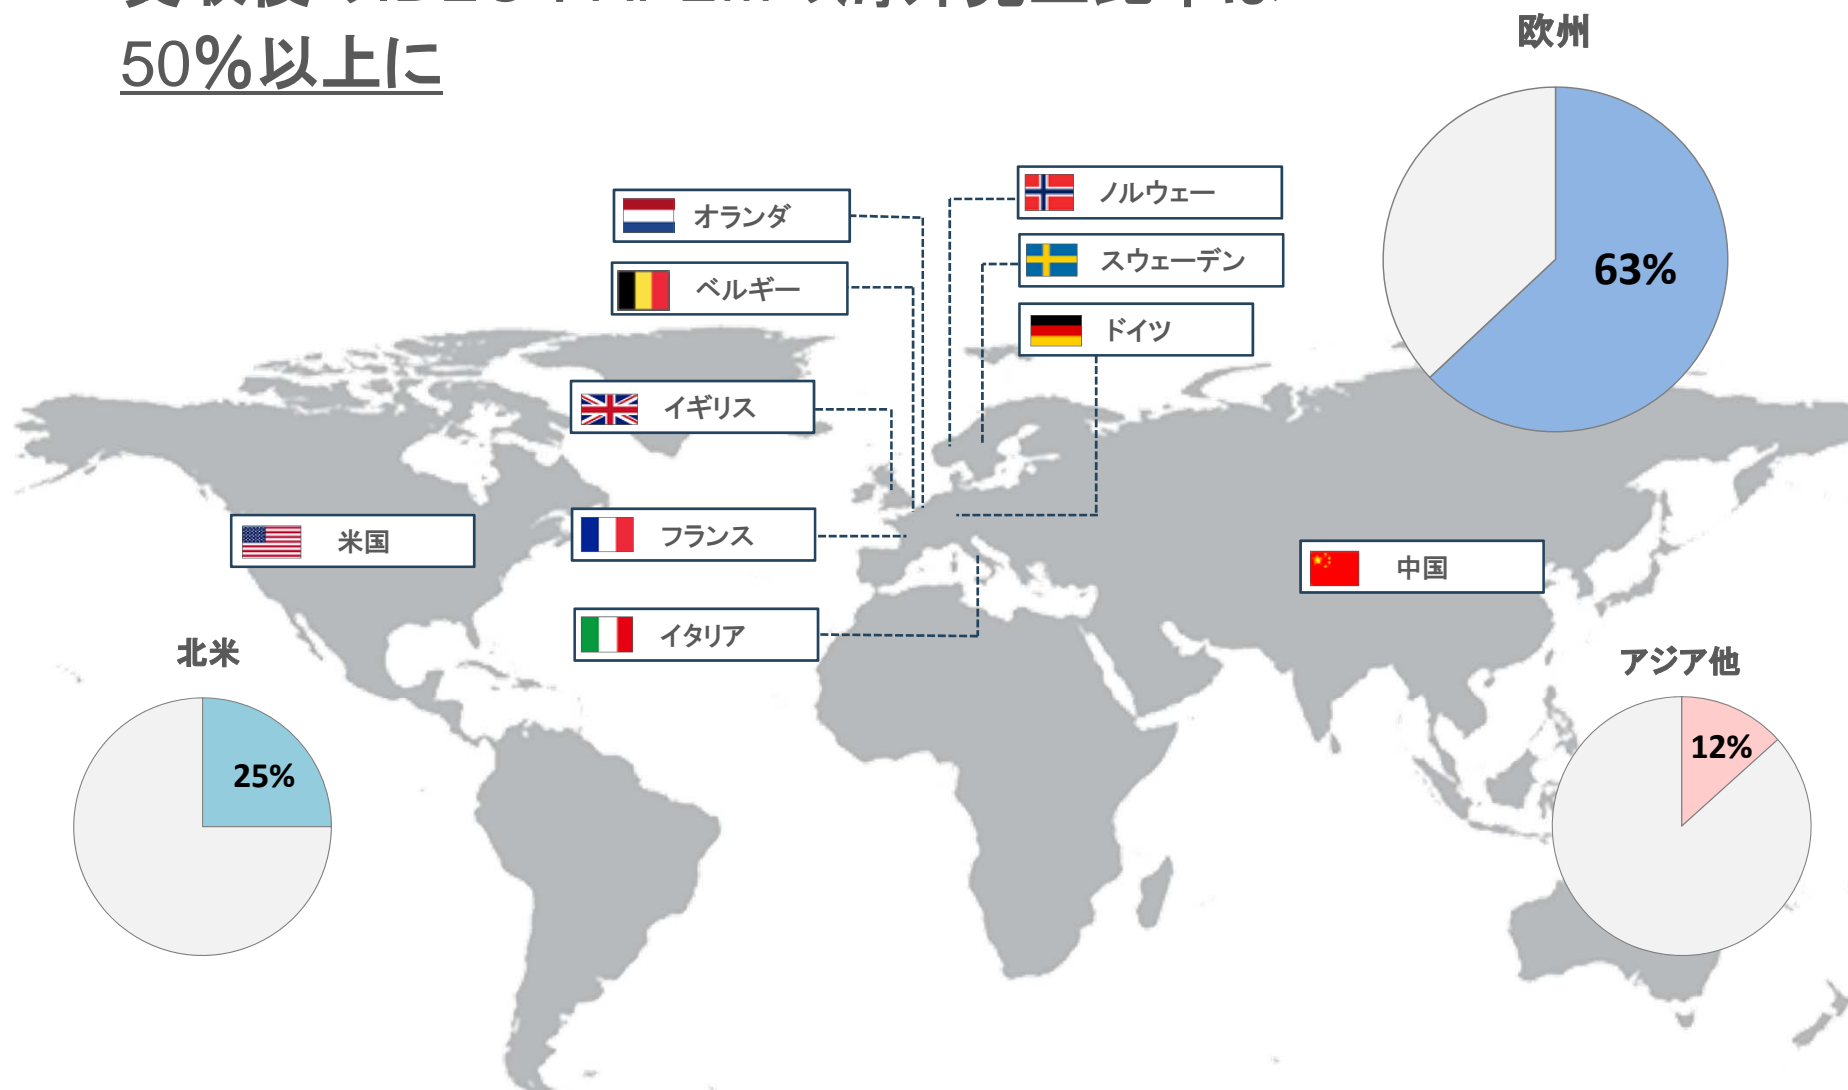 50%以上に
欧州
63%
ノルウェー
オランダ
スウェーデン
ベルギー
ドイツ
イギリス
米国
フランス
中国
イタリア
北米
25%
アジア他
12%